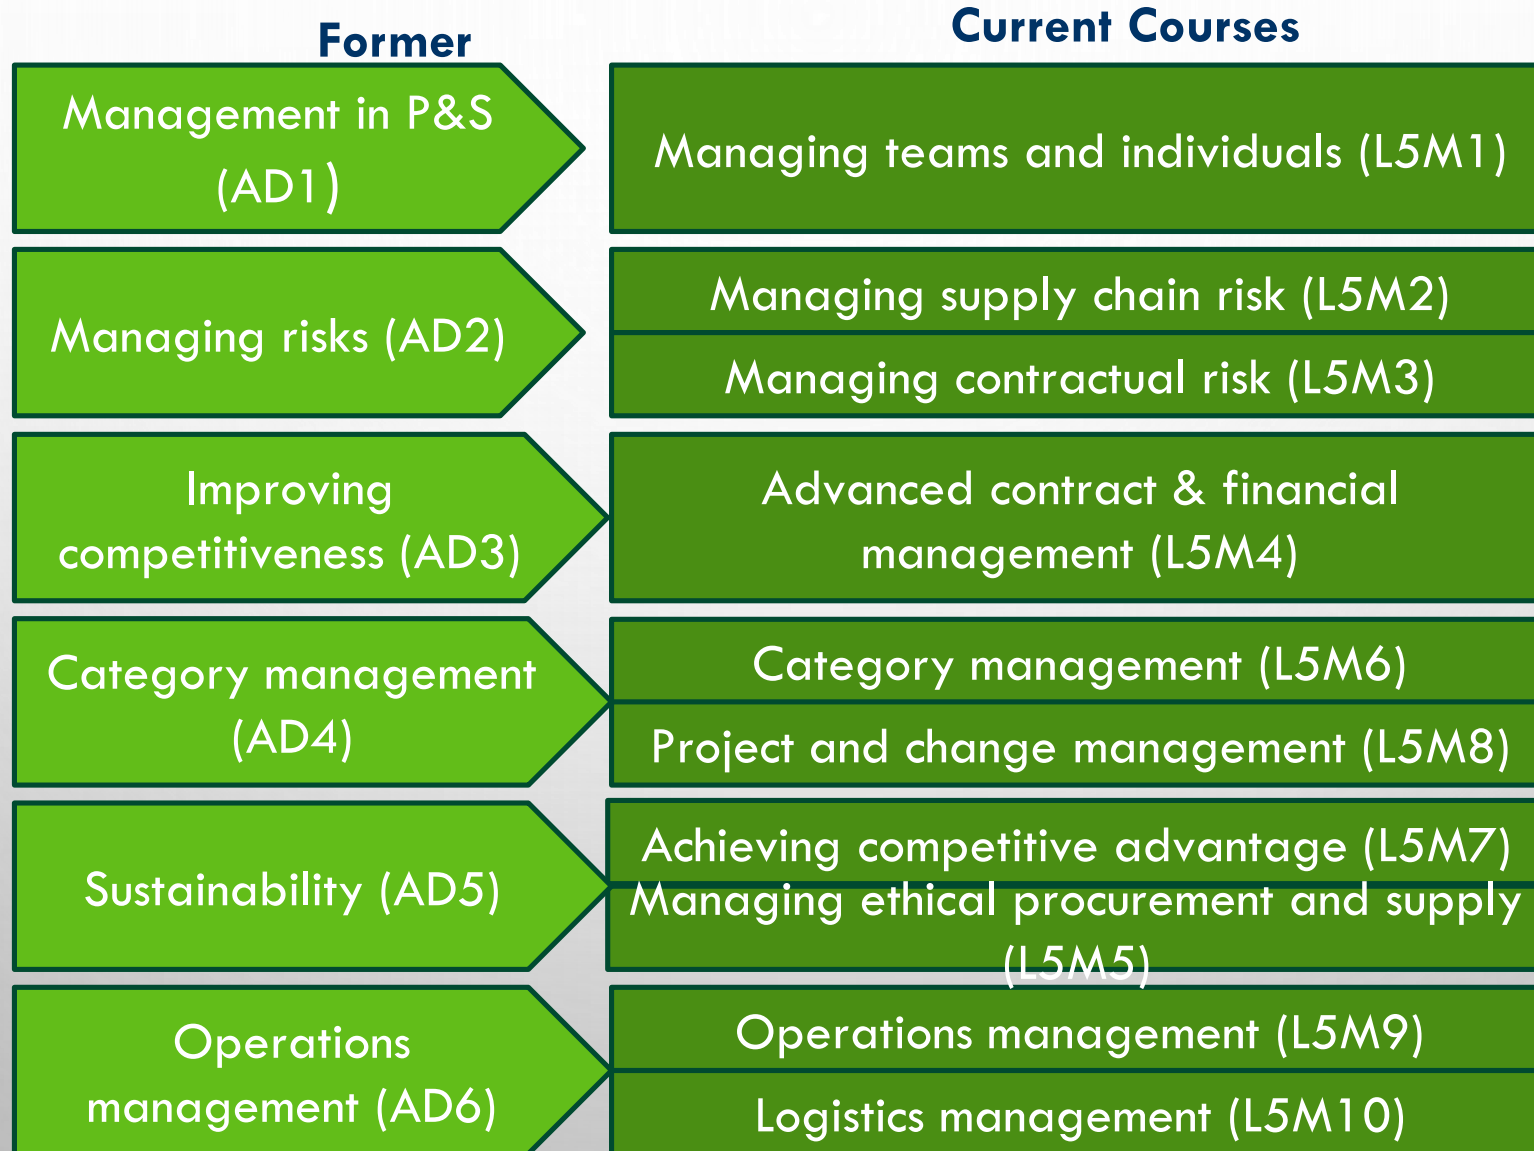 Former
Current Courses
Management in P&S
(AD1)
Managing teams and individuals (L5M1)
Managing risks (AD2)
Managing supply chain risk (L5M2)
Managing contractual risk (L5M3)
Improving
competitiveness (AD3)
Advanced contract & financial
management (L5M4)
Category management
(AD4)
Category management (L5M6)
Project and change management (L5M8)
Sustainability (AD5)
Achieving competitive advantage (L5M7)
Managing ethical procurement and supply
(L5M5)
Operations
management (AD6)
Operations management (L5M9)
Logistics management (L5M10)